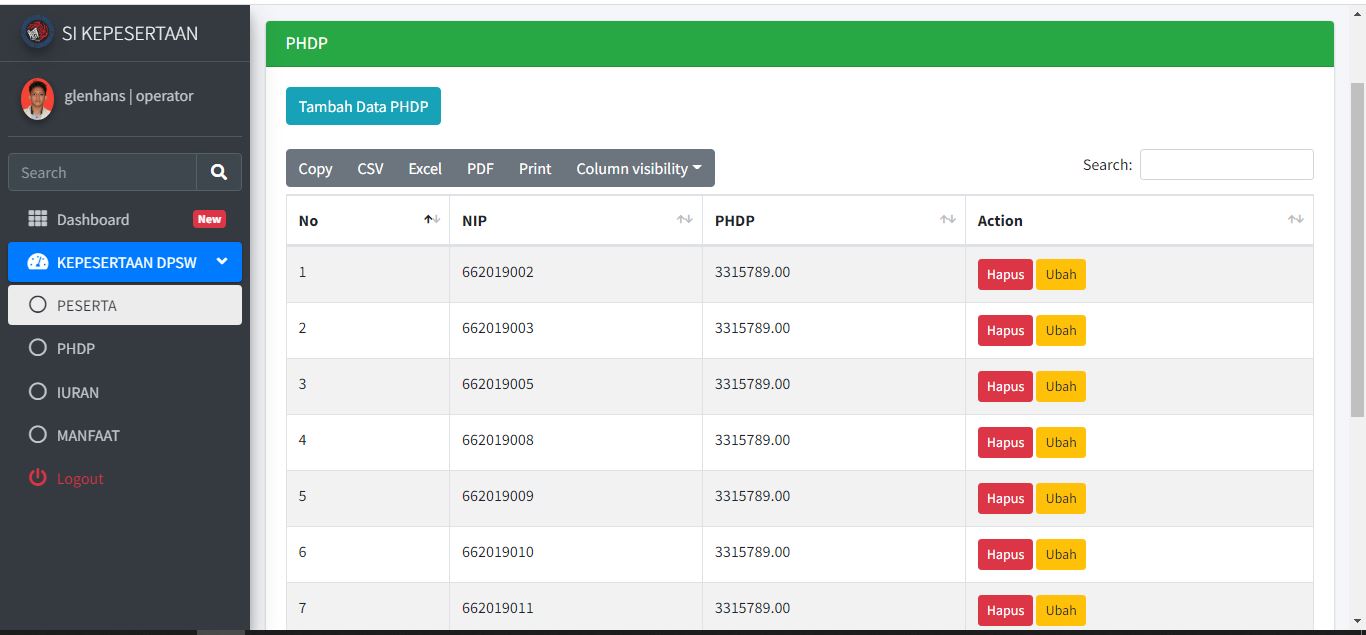 SI KEPESERTAAN
glenhans | operator
Search
Dashboard New
KEPESERTAAN DPSW
PESERTA
PHDP
IURAN
MANFAAT
Logout
PHDP
Tambah Data PHDP
Copy CSV Excel PDF Print Column visibility
Search:
No NIP PHDP Action
1 662019002 3315789.00 Hapus Ubah
2 662019003 3315789.00 Hapus Ubah
3 662019005 3315789.00 Hapus Ubah
4 662019008 3315789.00 Hapus Ubah
5 662019009 3315789.00 Hapus Ubah
6 662019010 3315789.00 Hapus Ubah
7 662019011 3315789.00 Hapus Ubah